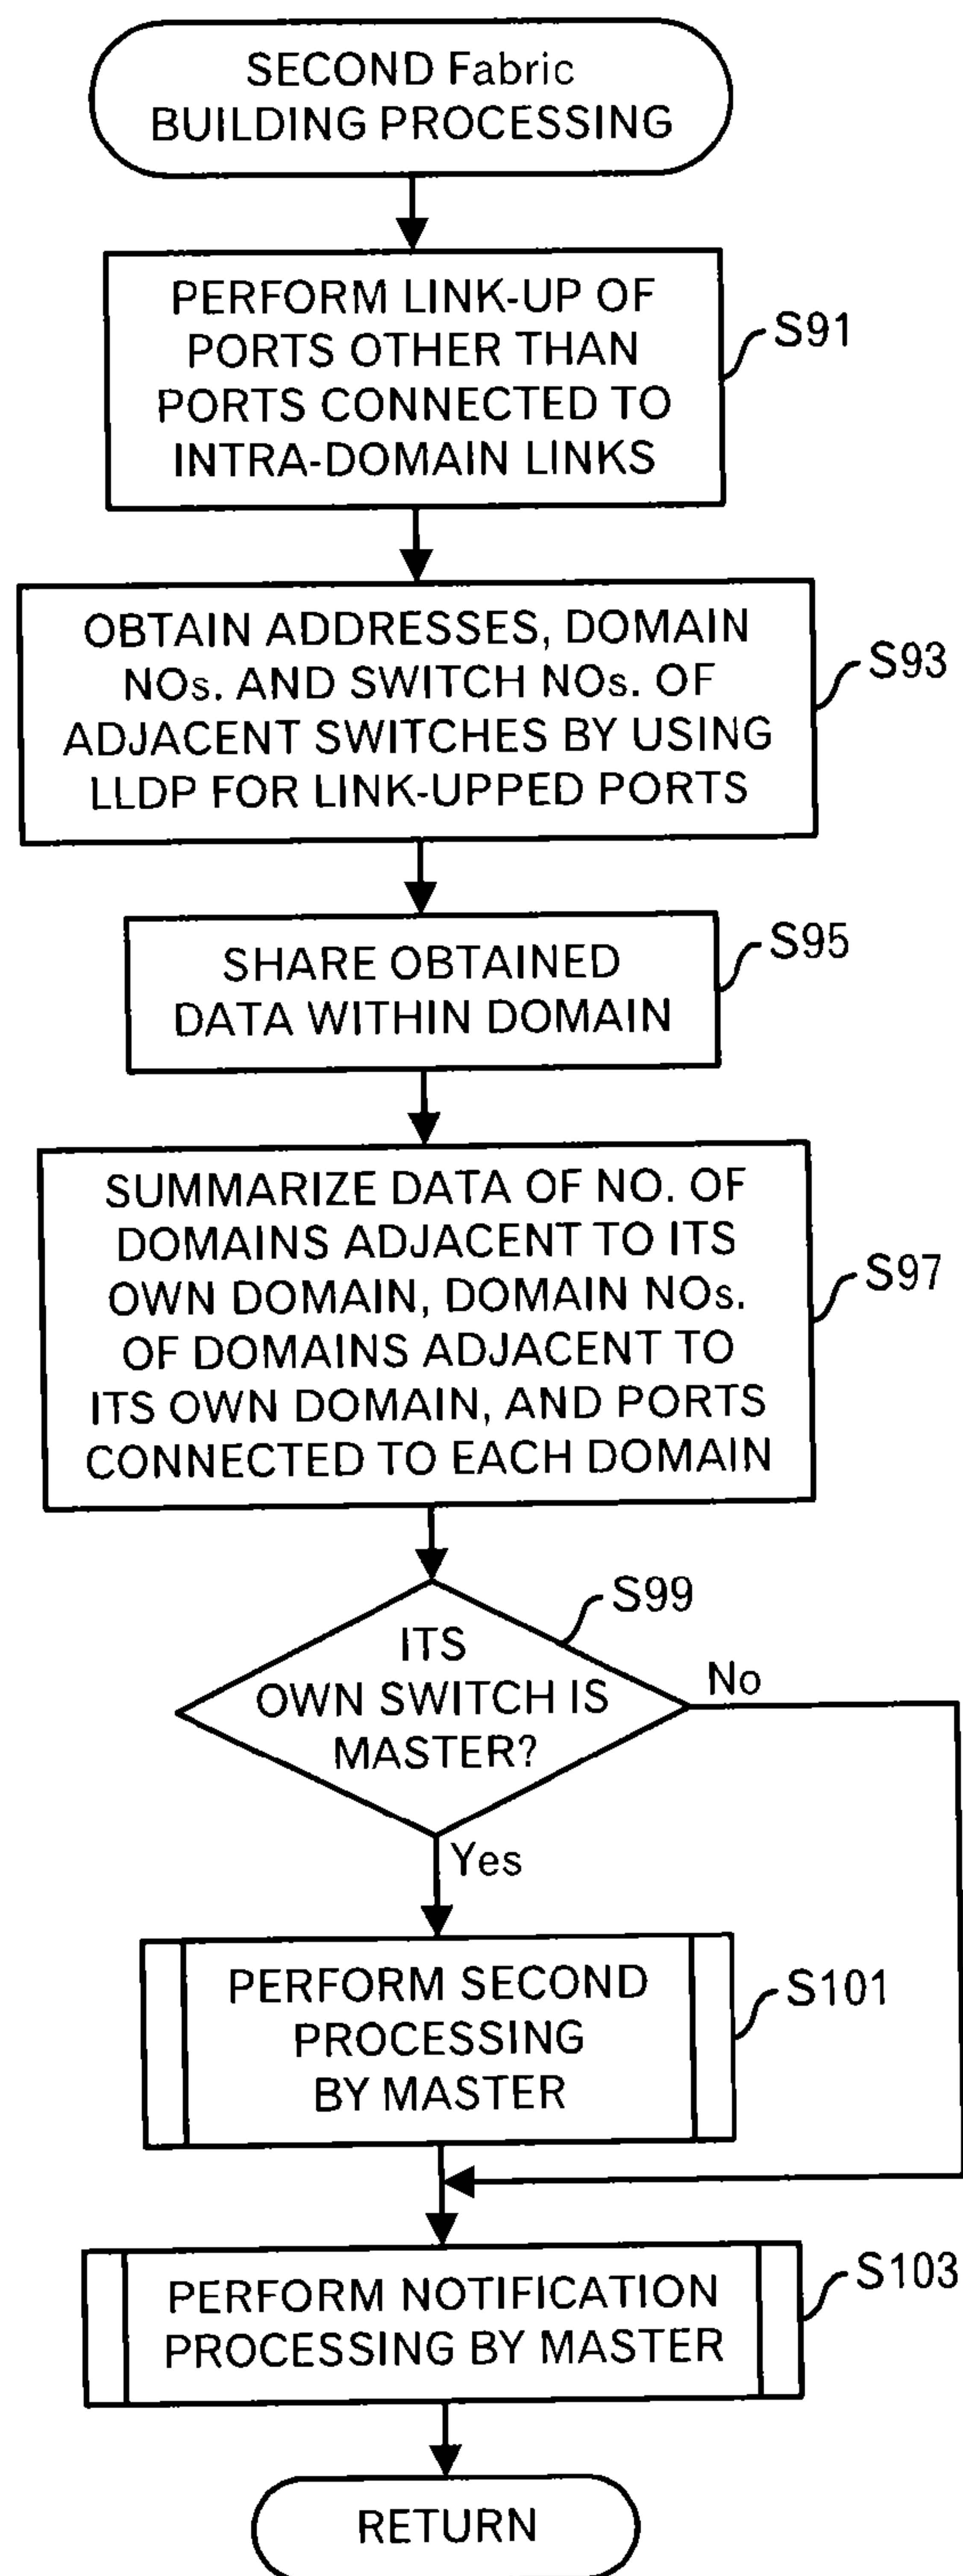 SECOND Fabric
BUILDING PROCESSING
PERFORM LINK-UP OF
PORTS OTHER THAN
PORTS CONNECTED TO
INTRA-DOMAIN LINKS
S91
OBTAIN ADDRESSES, DOMAIN
NOs. AND SWITCH NOs. OF
ADJACENT SWITCHES BY USING
LLDP FOR LINK-UPPED PORTS
S93
SHARE OBTAINED
DATA WITHIN DOMAIN
S95
SUMMARIZE DATA OF NO. OF
DOMAINS ADJACENT TO ITS
OWN DOMAIN, DOMAIN NOs.
OF DOMAINS ADJACENT TO
ITS OWN DOMAIN, AND PORTS
CONNECTED TO EACH DOMAIN
S97
ITS
OWN SWITCH IS
MASTER?
S99
No
Yes
PERFORM SECOND
PROCESSING
BY MASTER
S101
PERFORM NOTIFICATION
PROCESSING BY MASTER
S103
RETURN